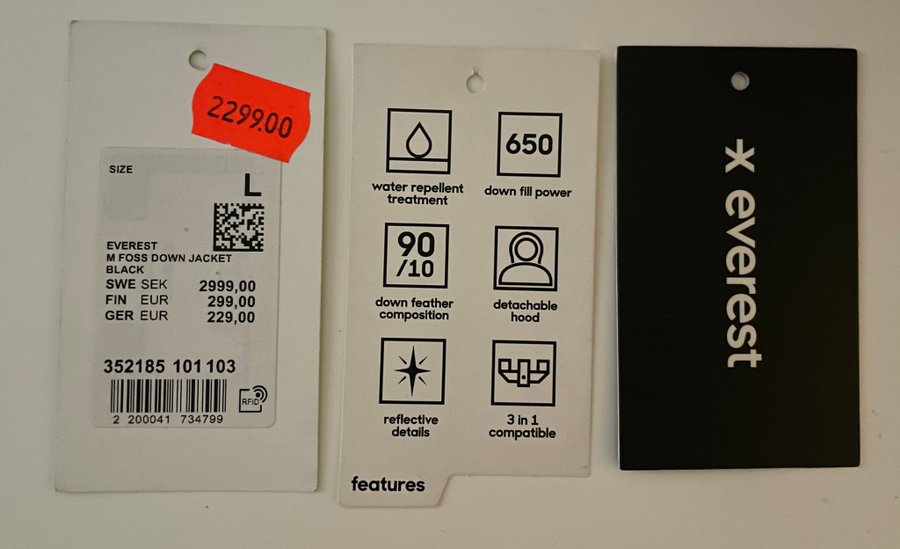 2299.00
SIZE
L
EVEREST
M FOSS DOWN JACKET
BLACK
SWE SEK 2999,00
FIN EUR 299,00
GER EUR 229,00
352185 101 103
RFID
2 200041 734799
water repellent
treatment
650
down fill power
90
/10
down feather
composition
detachable
hood
reflective
details
3 in 1
compatible
features
everest